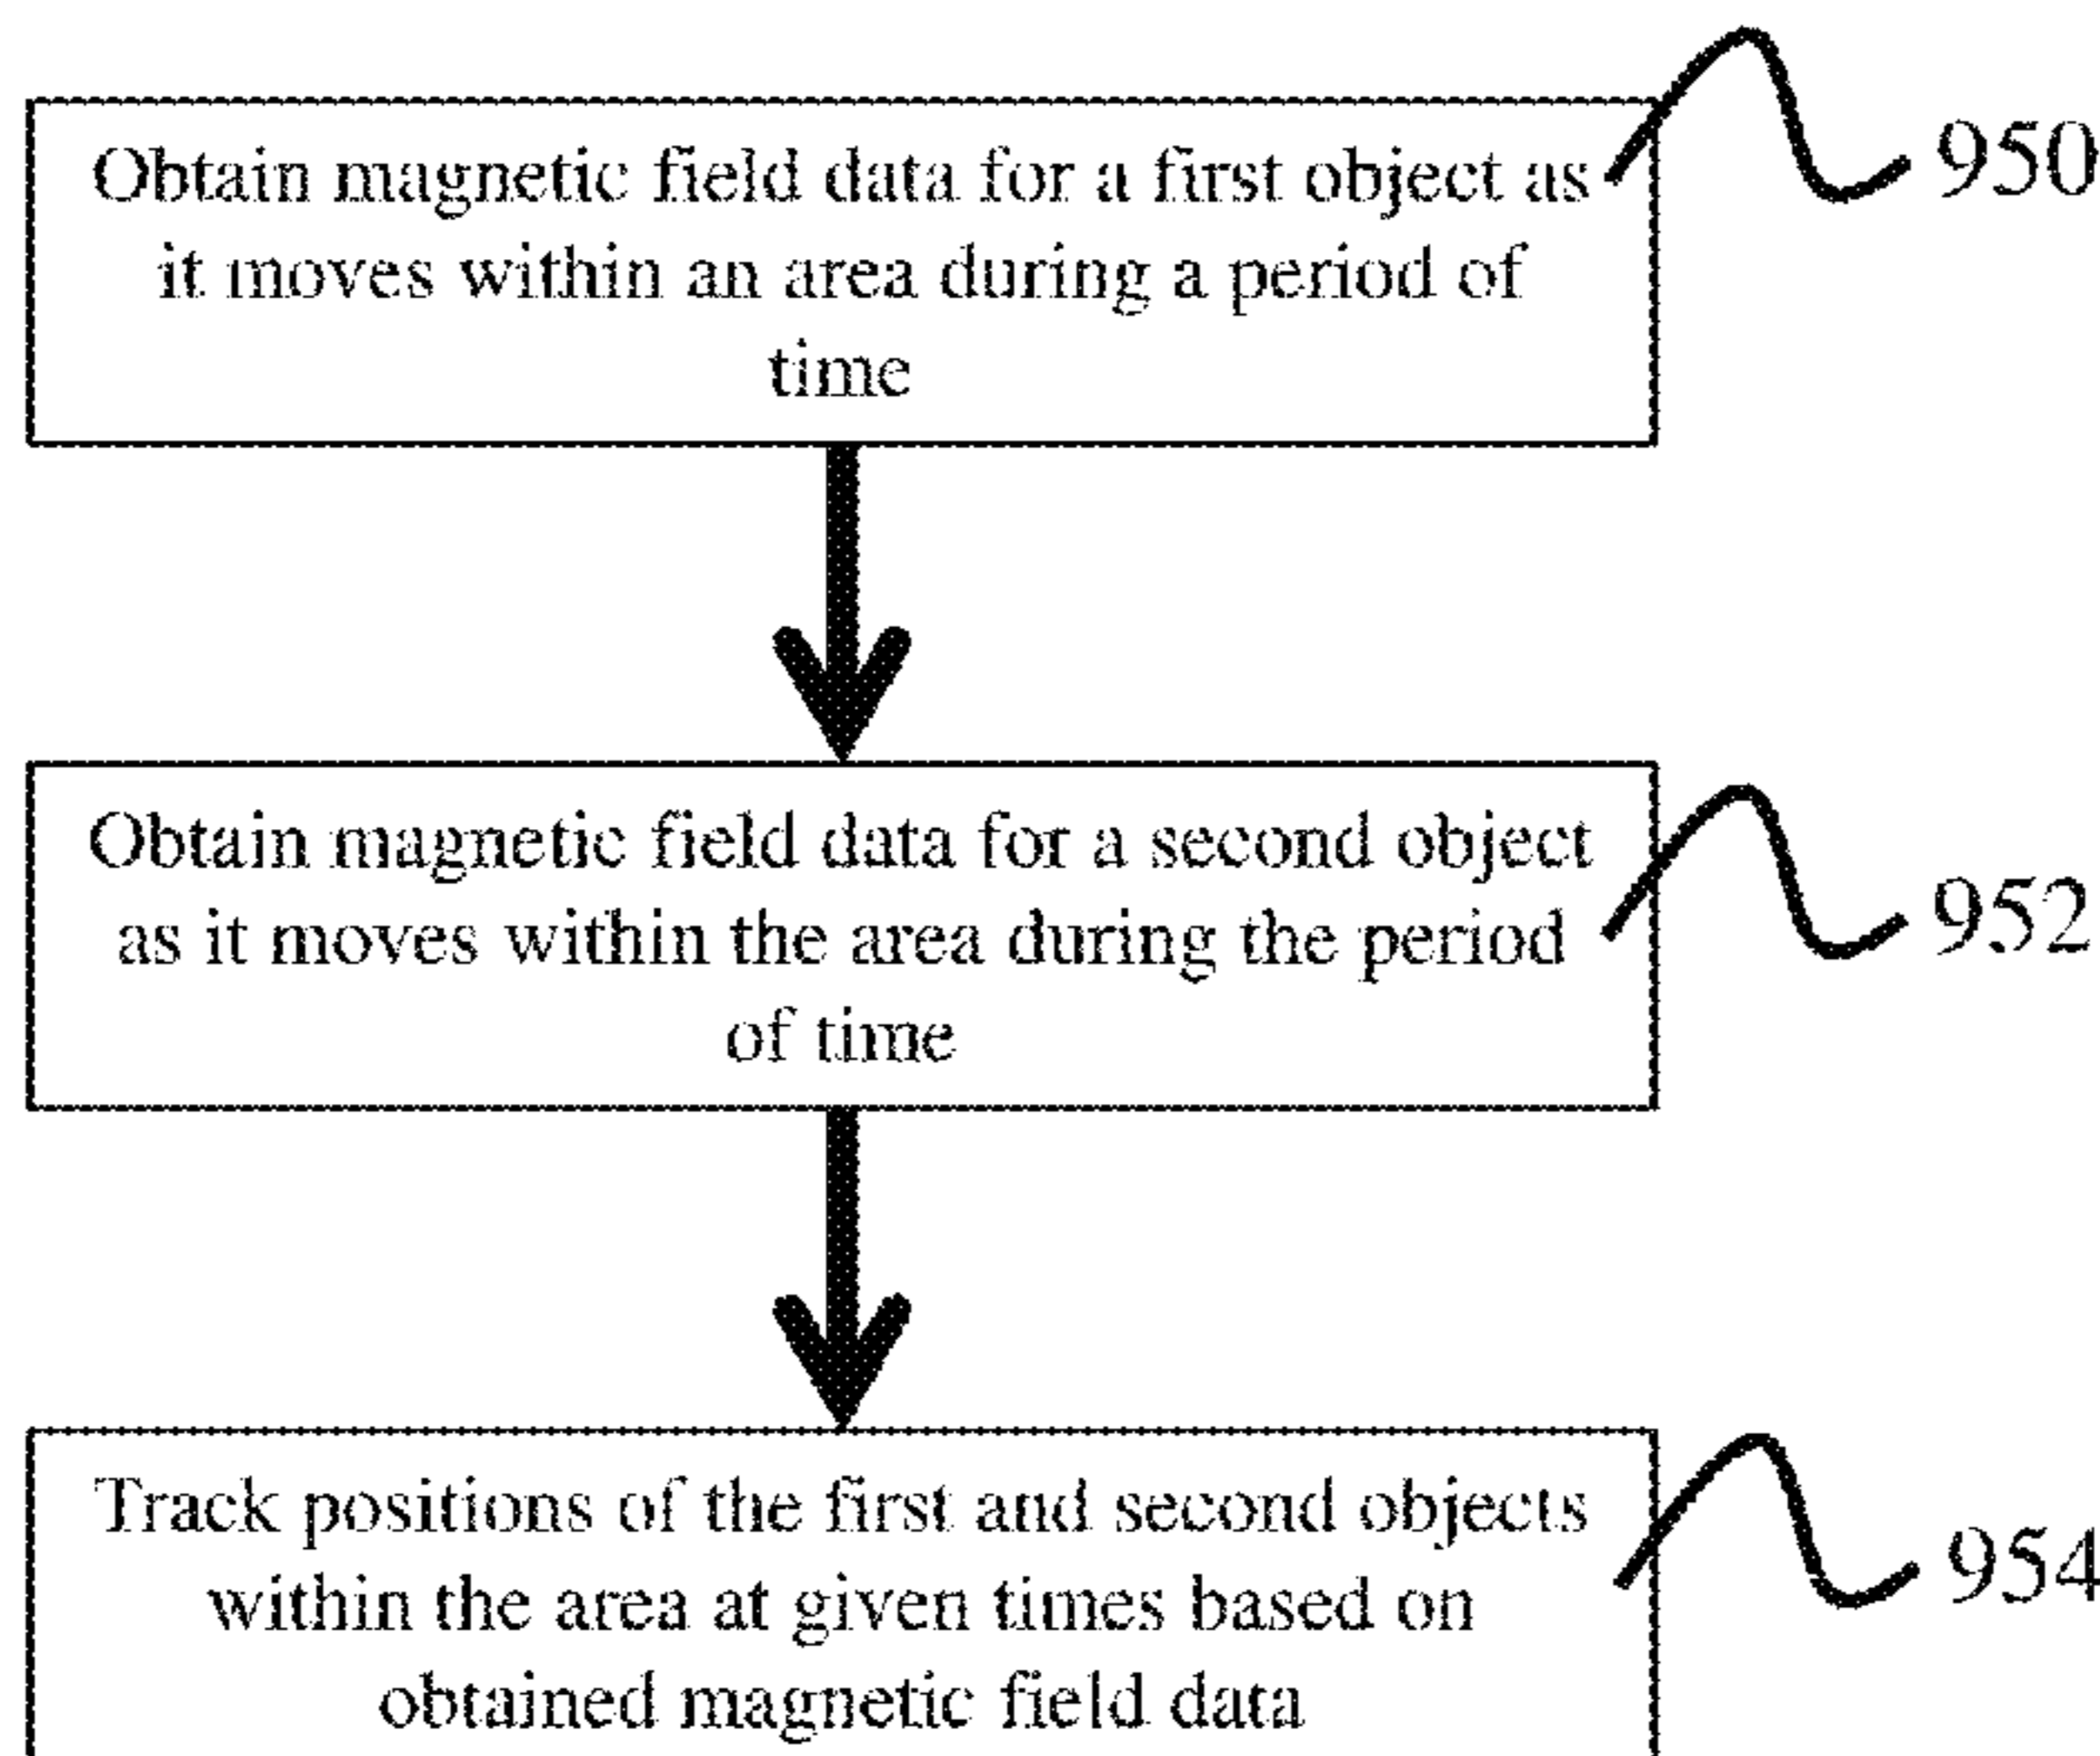 Obtain magnetic field data for a first object as
it moves within an area during a period of
time
950
Obtain magnetic field data for a second object
as it moves within the area during the period
of time
952
Track positions of the first and second objects
within the area at given times based on
obtained magnetic field data
954